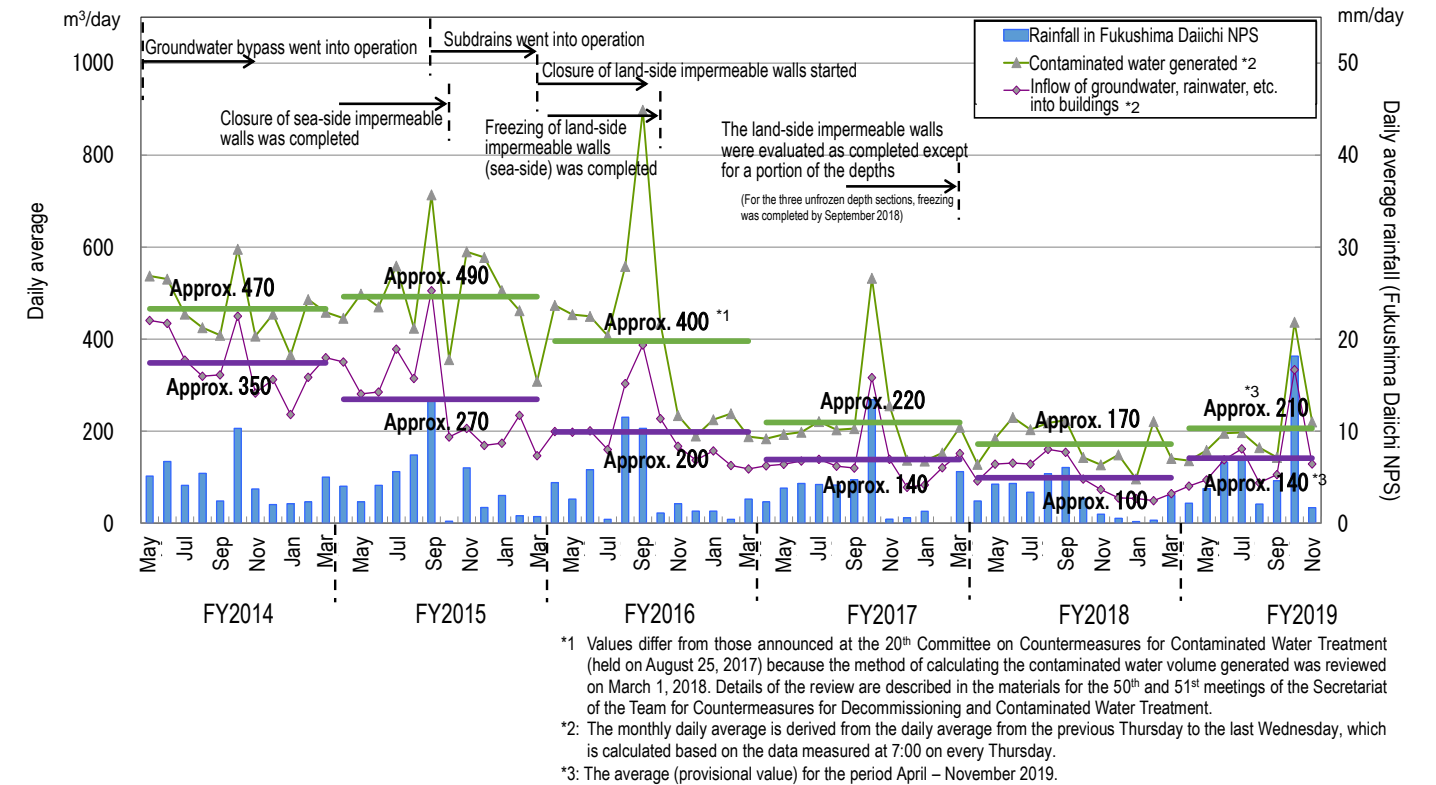 m³/day
mm/day
Groundwater bypass went into operation
Subdrains went into operation
Rainfall in Fukushima Daiichi NPS
Contaminated water generated *2
Inflow of groundwater, rainwater, etc.
into buildings *2
1000
50
Closure of land-side impermeable walls started
Closure of sea-side impermeable
walls was completed
Freezing of land-side
impermeable walls
(sea-side) was completed
The land-side impermeable walls
were evaluated as completed except
for a portion of the depths
(For the three unfrozen depth sections, freezing
was completed by September 2018)
800
40
600
30
400
20
200
10
0
0
Daily average
Daily average rainfall (Fukushima Daiichi NPS)
Approx. 470
Approx. 490
Approx. 400 *1
Approx. 220
Approx. 170
*3
Approx. 210
Approx. 350
Approx. 270
Approx. 200
Approx. 140
Approx. 100
Approx. 140 *3
May Jul Sep Nov Jan Mar May Jul Sep Nov Jan Mar May Jul Sep Nov Jan Mar May Jul Sep Nov Jan Mar May Jul Sep Nov Jan Mar May Jul Sep Nov
FY2014 FY2015 FY2016 FY2017 FY2018 FY2019
*1 Values differ from those announced at the 20th Committee on Countermeasures for Contaminated Water Treatment
(held on August 25, 2017) because the method of calculating the contaminated water volume generated was reviewed
on March 1, 2018. Details of the review are described in the materials for the 50th and 51st meetings of the Secretariat
of the Team for Countermeasures for Decommissioning and Contaminated Water Treatment.
*2: The monthly daily average is derived from the daily average from the previous Thursday to the last Wednesday, which
is calculated based on the data measured at 7:00 on every Thursday.
*3: The average (provisional value) for the period April – November 2019.